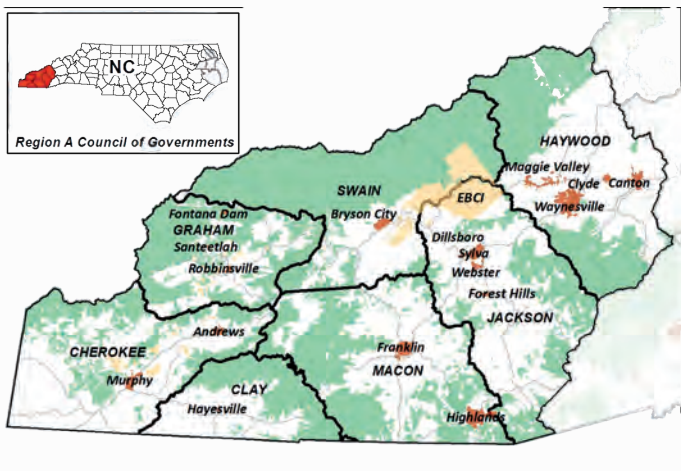 NC
Region A Council of Governments
HAYWOOD
Maggie Valley
Clyde
Canton
Waynesville
SWAIN
EBCI
Bryson City
Fontana Dam
GRAHAM
Santeetlah
Robbinsville
Dillsboro
Sylva
Webster
Forest Hills
JACKSON
Andrews
CHEROKEE
Murphy
Franklin
MACON
CLAY
Hayesville
Highlands